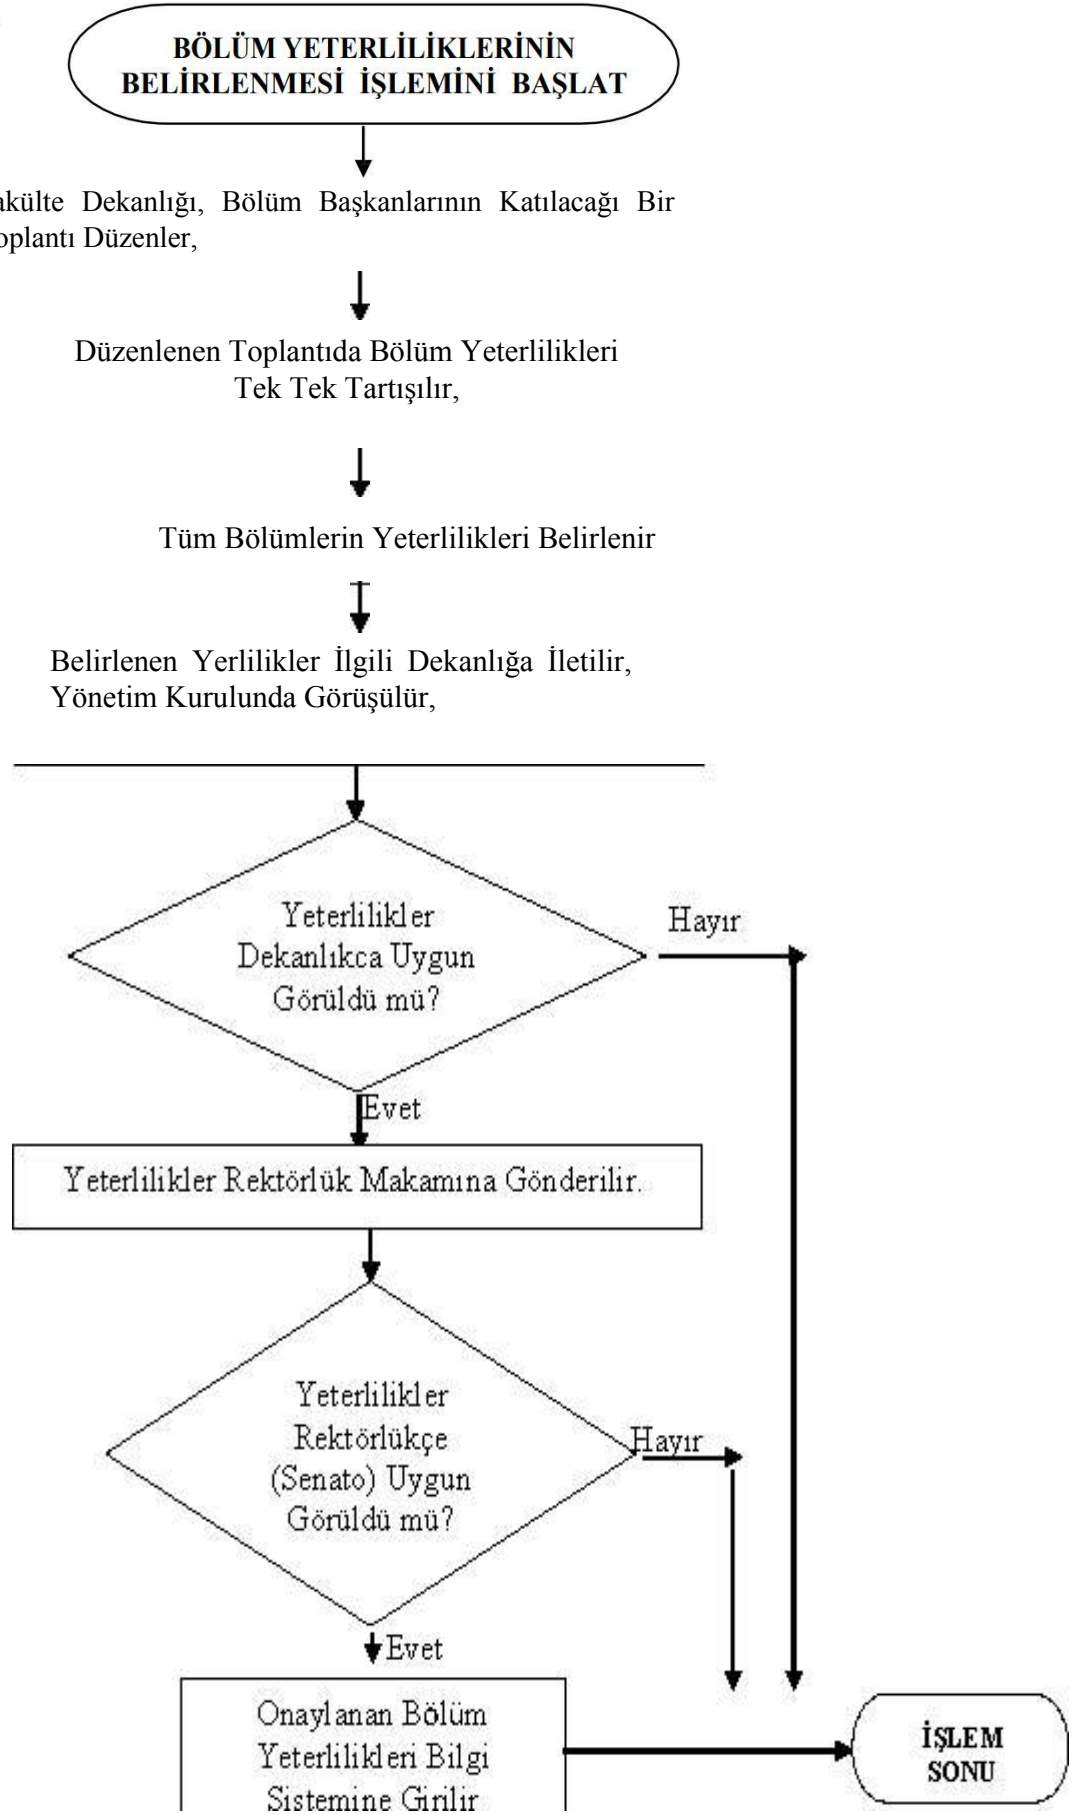 BÖLÜM YETERLİLİKLERİNİN
BELİRLENMESİ İŞLEMİNİ BAŞLAT
akülte Dekanlığı, Bölüm Başkanlarının Katılacağı Bir
oplantı Düzenler,
Düzenlenen Toplantıda Bölüm Yeterlilikleri
Tek Tek Tartışılır,
Tüm Bölümlerin Yeterlilikleri Belirlenir
Belirlenen Yerlilikler İlgili Dekanlığa İletilir,
Yönetim Kurulunda Görüşülür,
Yeterlilikler
Dekanlıkca Uygun
Görüldü mü?
Hayır
Evet
Yeterlilikler Rektörlük Makamına Gönderilir.
Yeterlilikler
Rektörlükçe
(Senato) Uygun
Görüldü mü?
Hayır
Evet
Onaylanan Bölüm
Yeterlilikleri Bilgi
Sistemine Girilir
İŞLEM
SONU